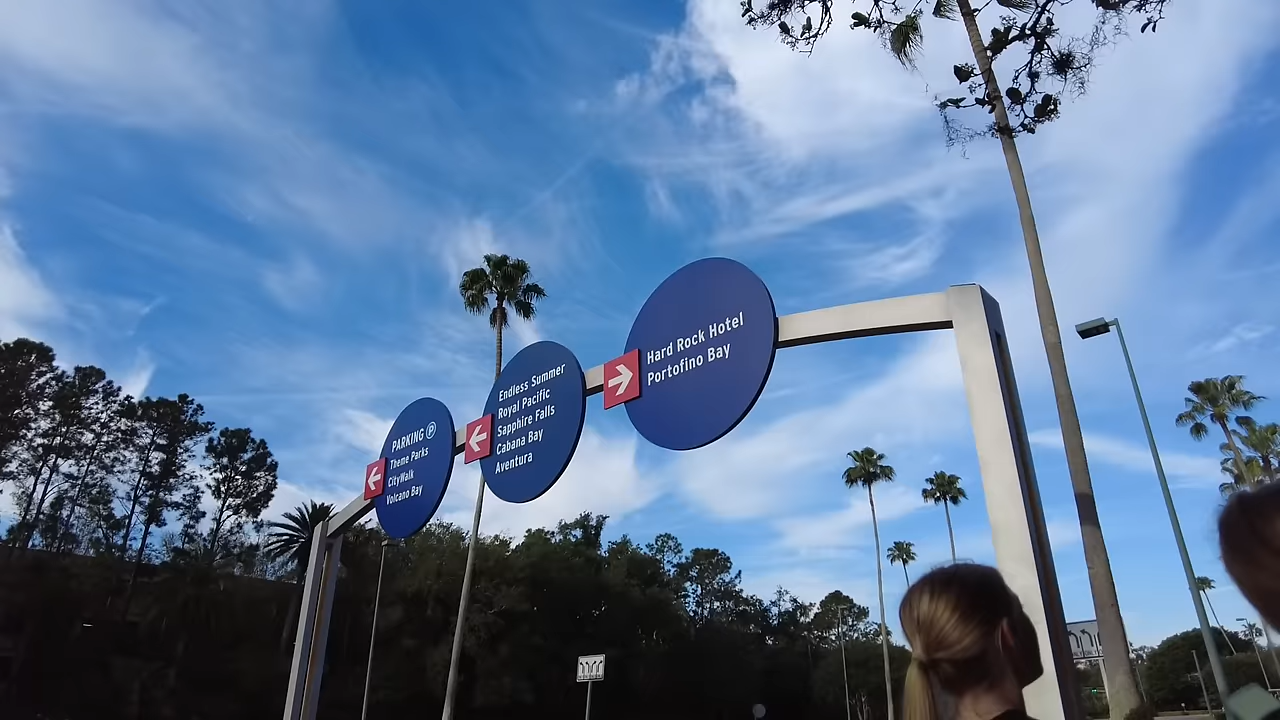 PARKING P
Theme Parks
CityWalk
Volcano Bay
Endless Summer
Royal Pacific
Sapphire Falls
Cabana Bay
Aventura
Hard Rock Hotel
Portofino Bay